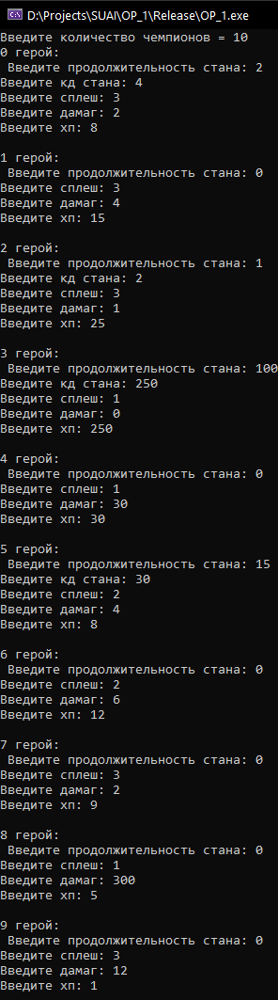 D:\Projects\SUAI\OP_1\Release\OP_1.exe
Введите количество чемпионов = 10
0 герой:
Введите продолжительность стана: 2
Введите кд стана: 4
Введите сплеш: 3
Введите дамаг: 2
Введите хп: 8
1 герой:
Введите продолжительность стана: 0
Введите сплеш: 3
Введите дамаг: 4
Введите хп: 15
2 герой:
Введите продолжительность стана: 1
Введите кд стана: 2
Введите сплеш: 3
Введите дамаг: 1
Введите хп: 25
3 герой:
Введите продолжительность стана: 100
Введите кд стана: 250
Введите сплеш: 1
Введите дамаг: 0
Введите хп: 250
4 герой:
Введите продолжительность стана: 0
Введите сплеш: 1
Введите дамаг: 30
Введите хп: 30
5 герой:
Введите продолжительность стана: 15
Введите кд стана: 30
Введите сплеш: 2
Введите дамаг: 4
Введите хп: 8
6 герой:
Введите продолжительность стана: 0
Введите сплеш: 2
Введите дамаг: 6
Введите хп: 12
7 герой:
Введите продолжительность стана: 0
Введите сплеш: 3
Введите дамаг: 2
Введите хп: 9
8 герой:
Введите продолжительность стана: 0
Введите сплеш: 1
Введите дамаг: 300
Введите хп: 5
9 герой:
Введите продолжительность стана: 0
Введите сплеш: 3
Введите дамаг: 12
Введите хп: 1